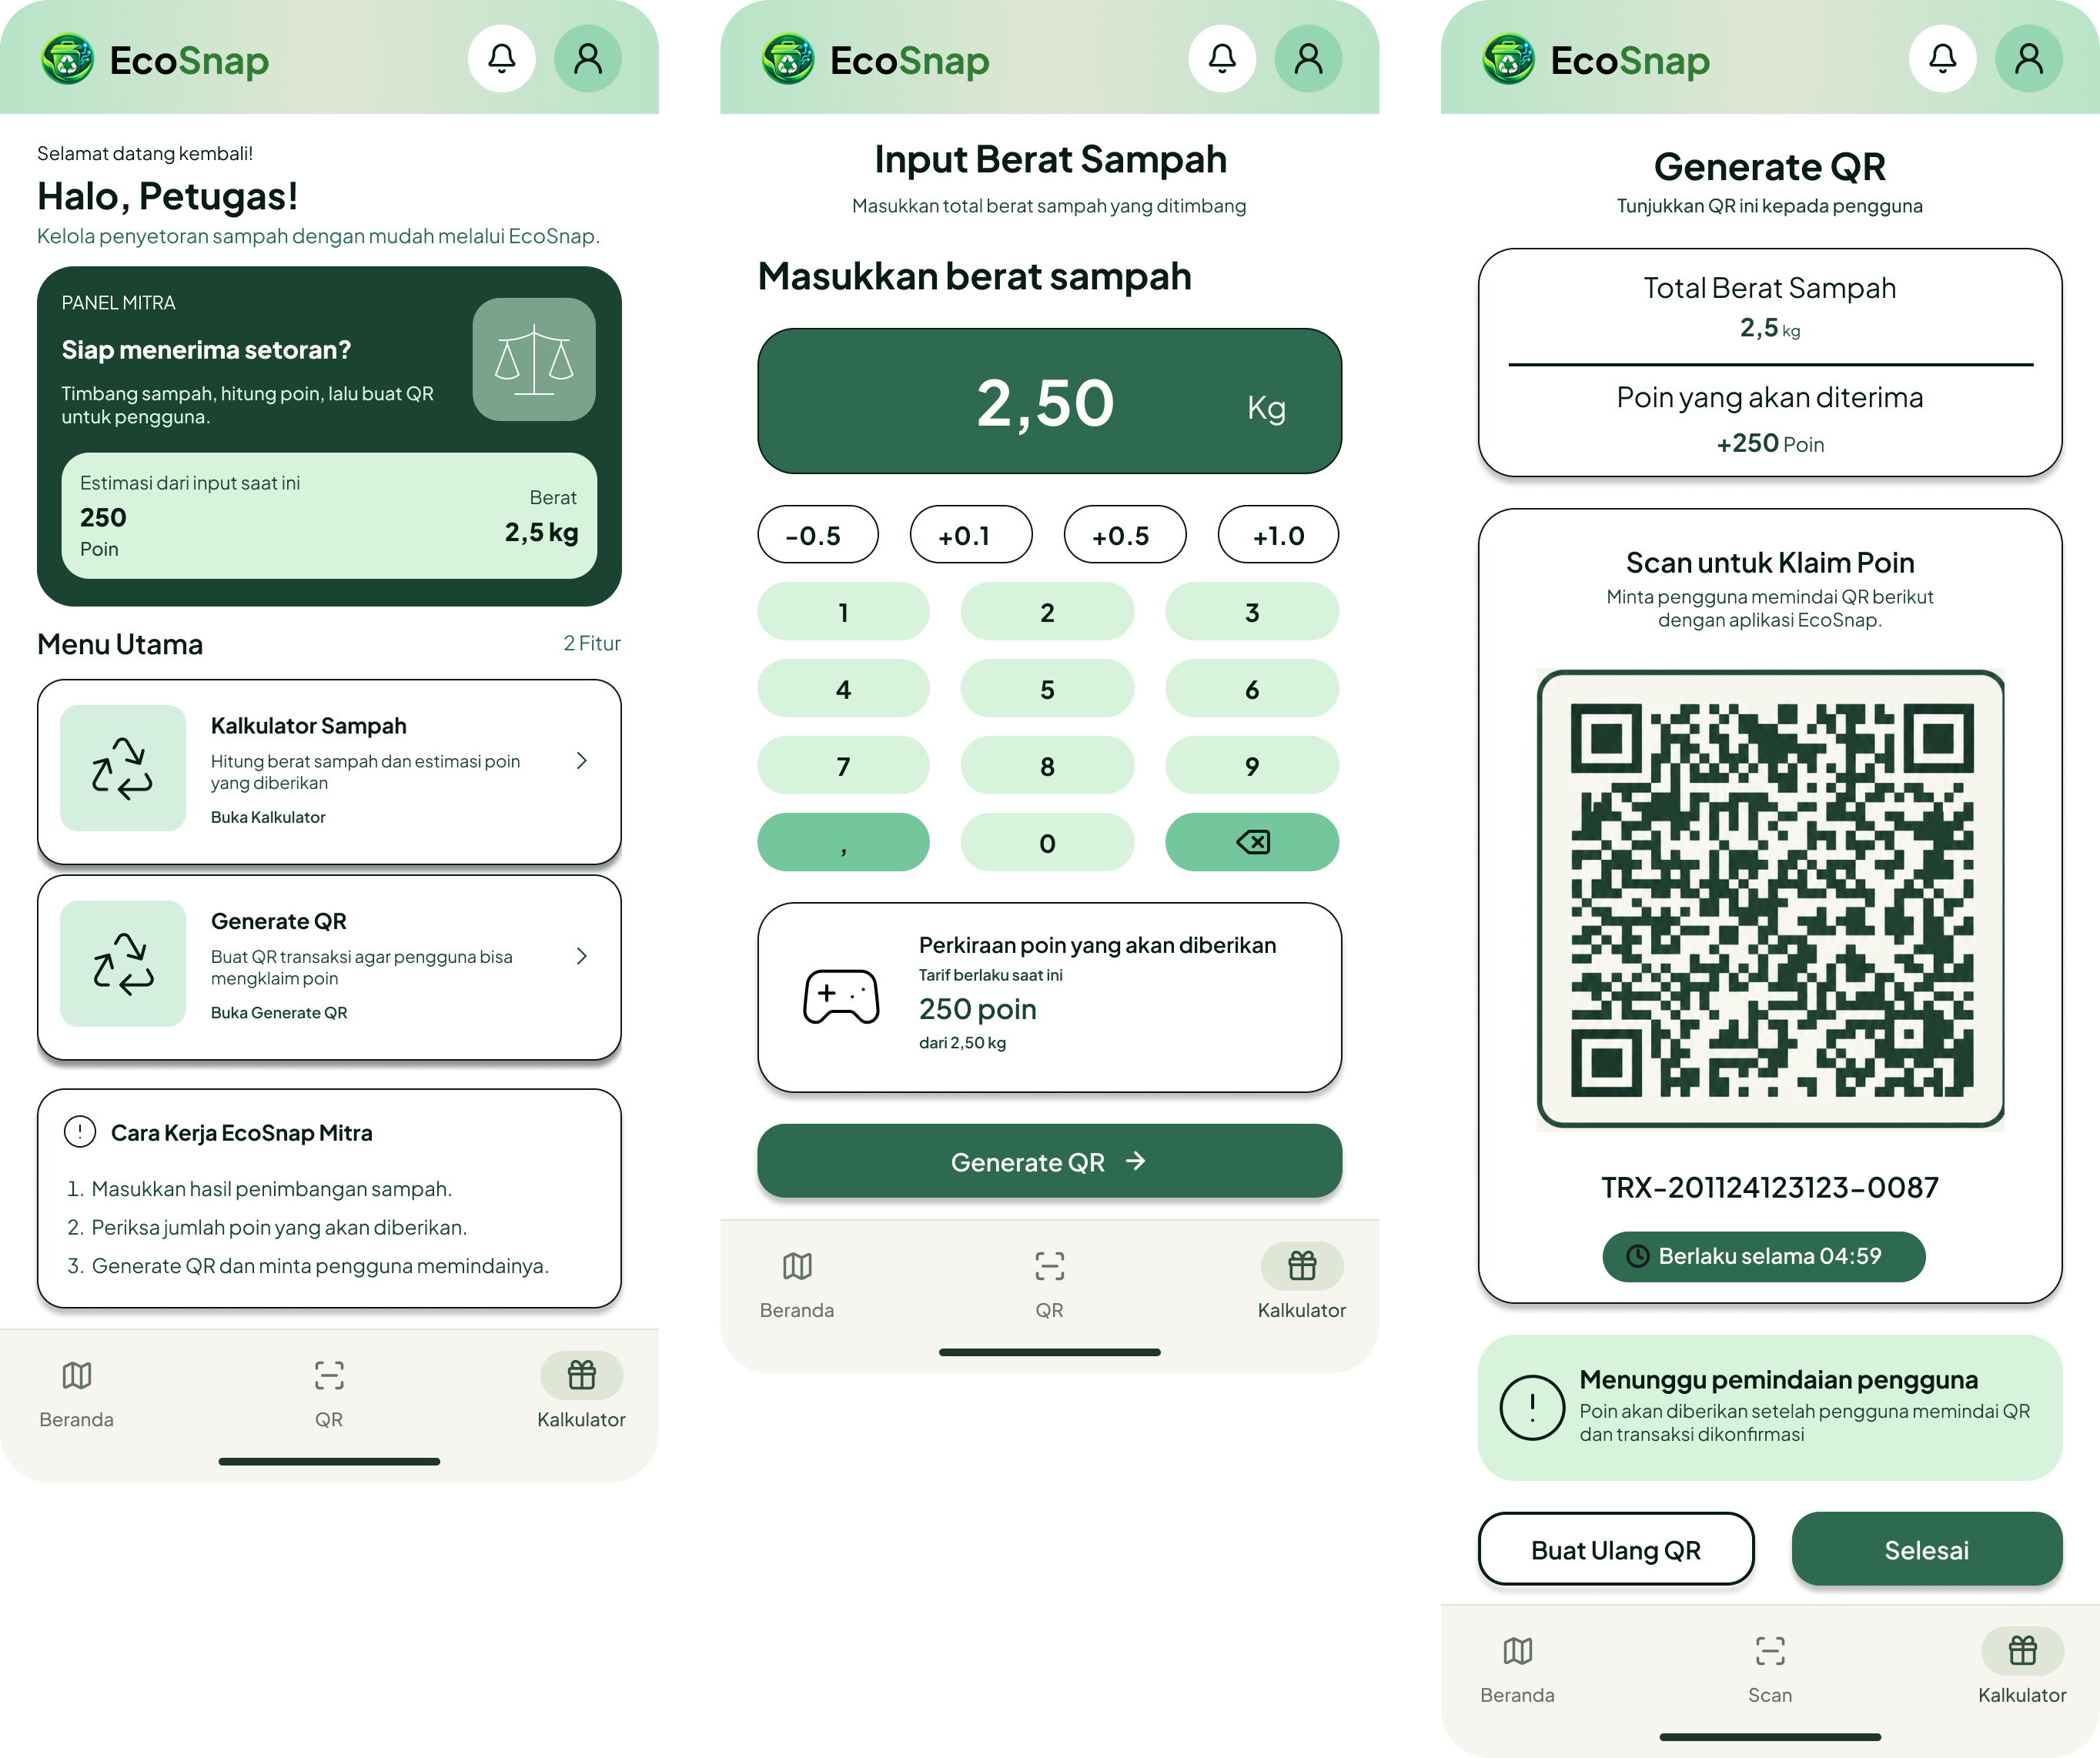 EcoSnap
Selamat datang kembali!
Halo, Petugas!
Kelola penyetoran sampah dengan mudah melalui EcoSnap.
PANEL MITRA
Siap menerima setoran?
Timbang sampah, hitung poin, lalu buat QR
untuk pengguna.
Estimasi dari input saat ini
250
Poin
Berat
2,5 kg
Menu Utama
2 Fitur
Kalkulator Sampah
Hitung berat sampah dan estimasi poin
yang diberikan
Buka Kalkulator
Generate QR
Buat QR transaksi agar pengguna bisa
mengklaim poin
Buka Generate QR
Cara Kerja EcoSnap Mitra
1. Masukkan hasil penimbangan sampah.
2. Periksa jumlah poin yang akan diberikan.
3. Generate QR dan minta pengguna memindainya.
Beranda
QR
Kalkulator
EcoSnap
Input Berat Sampah
Masukkan total berat sampah yang ditimbang
Masukkan berat sampah
2,50 Kg
-0.5 +0.1 +0.5 +1.0
1 2 3
4 5 6
7 8 9
, 0
Perkiraan poin yang akan diberikan
Tarif berlaku saat ini
250 poin
dari 2,50 kg
Generate QR
Beranda
QR
Kalkulator
EcoSnap
Generate QR
Tunjukkan QR ini kepada pengguna
Total Berat Sampah
2,5 kg
Poin yang akan diterima
+250 Poin
Scan untuk Klaim Poin
Minta pengguna memindai QR berikut
dengan aplikasi EcoSnap.
TRX-201124123123-0087
Berlaku selama 04:59
Menunggu pemindaian pengguna
Poin akan diberikan setelah pengguna memindai QR
dan transaksi dikonfirmasi
Buat Ulang QR
Selesai
Beranda
Scan
Kalkulator